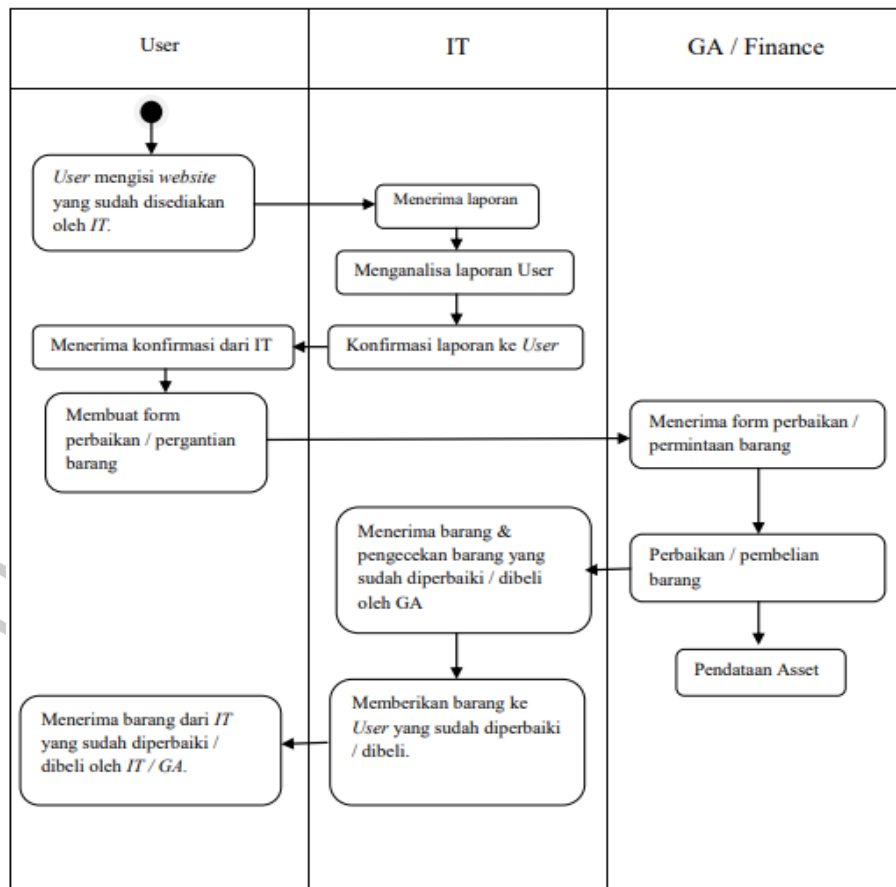 User
IT
GA / Finance
User mengisi website
yang sudah disediakan
oleh IT.
Menerima laporan
Menganalisa laporan User
Konfirmasi laporan ke User
Menerima konfirmasi dari IT
Membuat form
perbaikan / pergantian
barang
Menerima form perbaikan /
permintaan barang
Perbaikan / pembelian
barang
Menerima barang &
pengecekan barang yang
sudah diperbaiki / dibeli
oleh GA
Pendataan Asset
Memberikan barang ke
User yang sudah diperbaiki
/ dibeli.
Menerima barang dari IT
yang sudah diperbaiki /
dibeli oleh IT / GA.